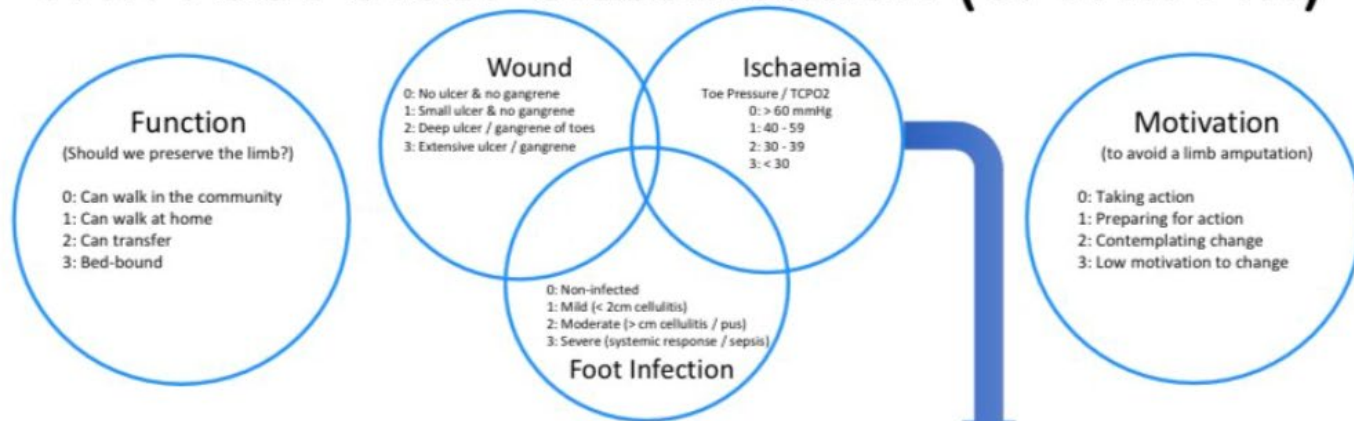 Function
(Should we preserve the limb?)
0: Can walk in the community
1: Can walk at home
2: Can transfer
3: Bed-bound
Wound
0: No ulcer & no gangrene
1: Small ulcer & no gangrene
2: Deep ulcer / gangrene of toes
3: Extensive ulcer / gangrene
Ischaemia
Toe Pressure / TCPO2
0: > 60 mmHg
1: 40 - 59
2: 30 - 39
3: < 30
0: Non-infected
1: Mild (< 2cm cellulitis)
2: Moderate (> cm cellulitis / pus)
3: Severe (systemic response / sepsis)
Foot Infection
Motivation
(to avoid a limb amputation)
0: Taking action
1: Preparing for action
2: Contemplating change
3: Low motivation to change